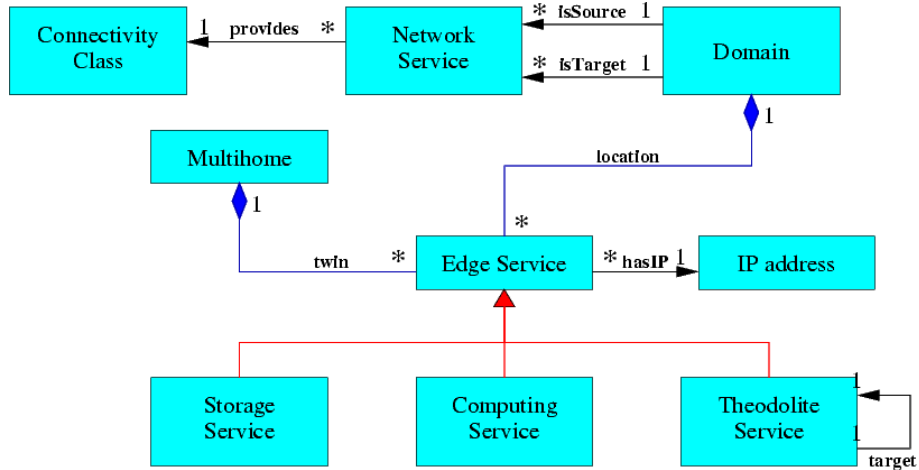 Connectivity
Class
1 provides *
Network
Service
* isSource 1
* isTarget 1
Domain
1
location
*
Multihome
1
twin *
Edge Service
* hasIP 1
IP address
Storage
Service
Computing
Service
Theodolite
Service
1
1
target